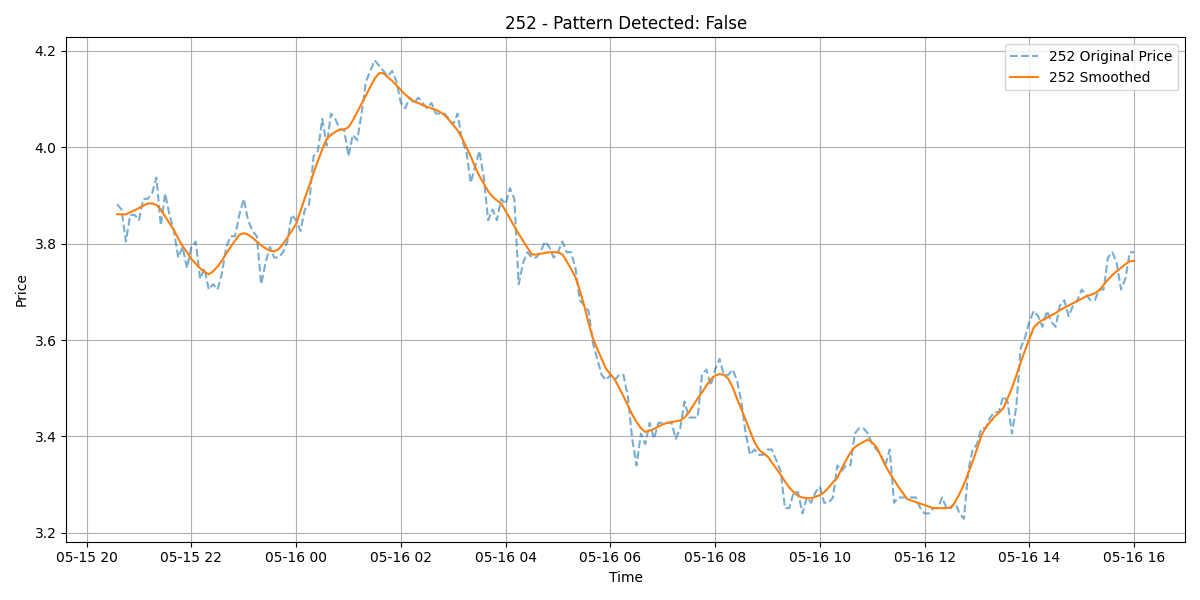 252 - Pattern Detected: False
252 Original Price
252 Smoothed
Price
4.2
4.0
3.8
3.6
3.4
3.2
05-15 20 05-15 22 05-16 00 05-16 02 05-16 04 05-16 06 05-16 08 05-16 10 05-16 12 05-16 14 05-16 16
Time